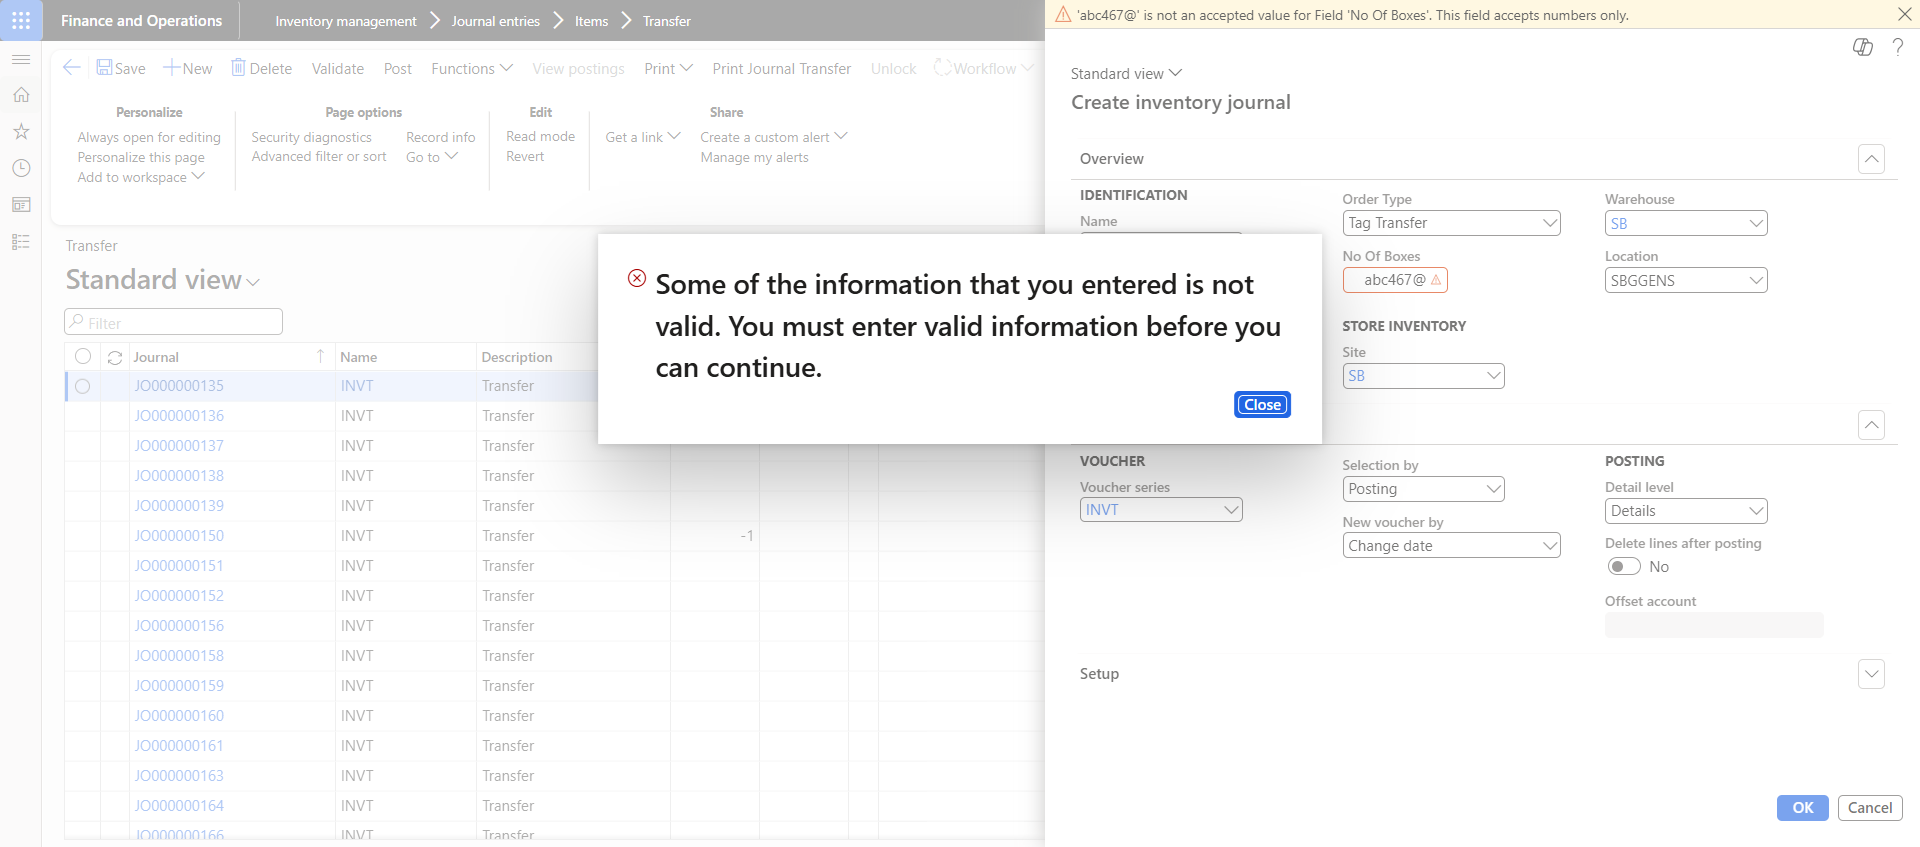 Finance and Operations
Inventory management
Journal entries
Items
Transfer
'abc467@' is not an accepted value for Field 'No Of Boxes'. This field accepts numbers only.
Save
New
Delete
Validate
Post
Functions
View postings
Print
Print Journal Transfer
Unlock
Workflow
Personalize
Always open for editing
Personalize this page
Add to workspace
Page options
Security diagnostics
Advanced filter or sort
Record info
Go to
Edit
Read mode
Revert
Share
Get a link
Create a custom alert
Manage my alerts
Transfer
Standard view
Filter
Journal Name Description
JO000000135 INVT Transfer
JO000000136 INVT Transfer
JO000000137 INVT Transfer
JO000000138 INVT Transfer
JO000000139 INVT Transfer
JO000000150 INVT Transfer -1
JO000000151 INVT Transfer
JO000000152 INVT Transfer
JO000000156 INVT Transfer
JO000000158 INVT Transfer
JO000000159 INVT Transfer
JO000000160 INVT Transfer
JO000000161 INVT Transfer
JO000000163 INVT Transfer
JO000000164 INVT Transfer
JO000000166 INVT Transfer
Some of the information that you entered is not
valid. You must enter valid information before you
can continue.
Close
Standard view
Create inventory journal
Overview
IDENTIFICATION
Name
Order Type
Tag Transfer
No Of Boxes
abc467@
STORE INVENTORY
Site
SB
Warehouse
SB
Location
SBGGENS
VOUCHER
Voucher series
INVT
Selection by
Posting
New voucher by
Change date
POSTING
Detail level
Details
Delete lines after posting
No
Offset account
Setup
OK
Cancel